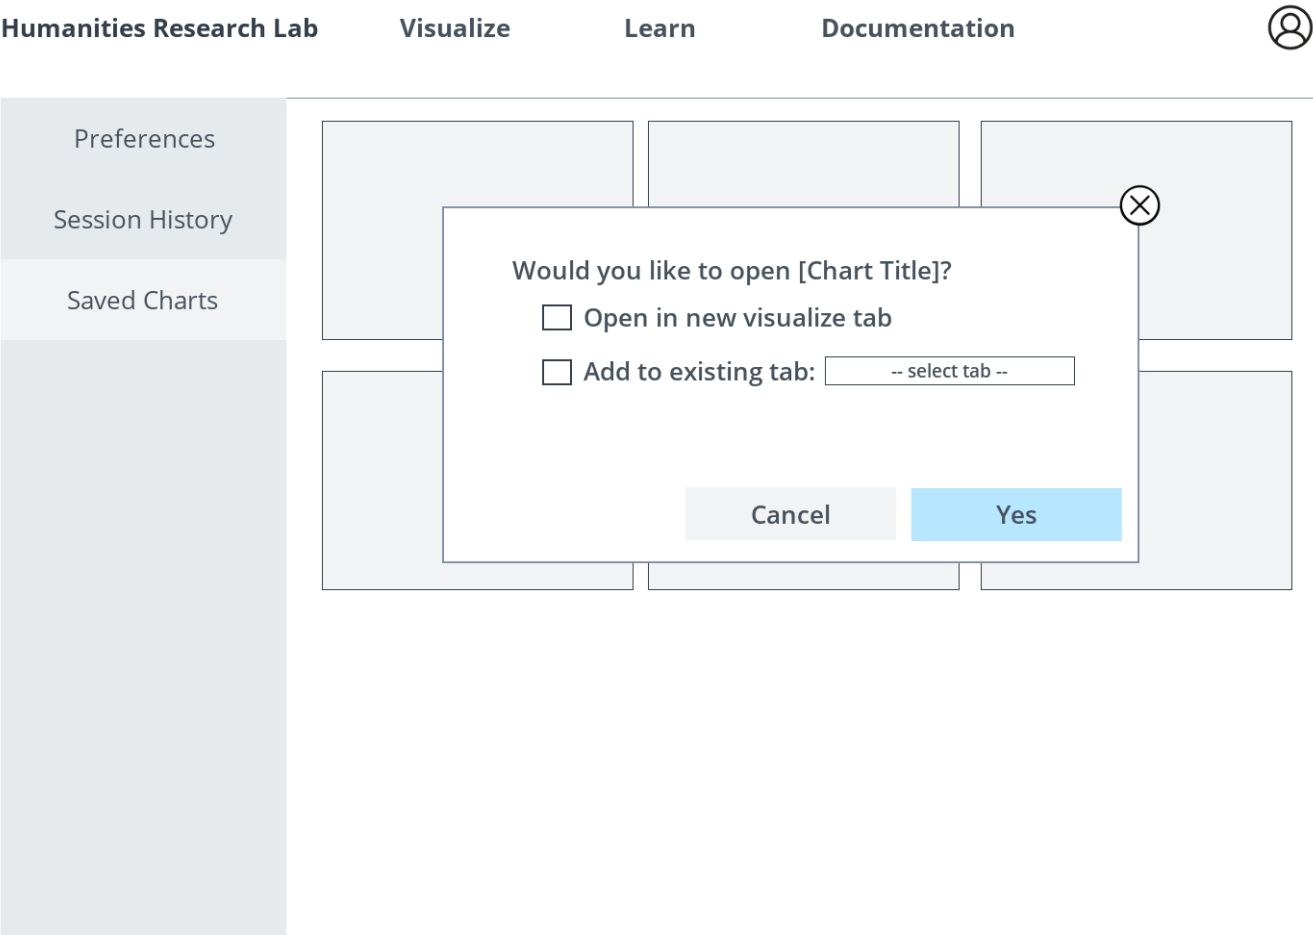 Humanities Research Lab Visualize Learn Documentation
Preferences
Session History
Saved Charts
Would you like to open [Chart Title]?
Open in new visualize tab
Add to existing tab: -- select tab --
Cancel Yes